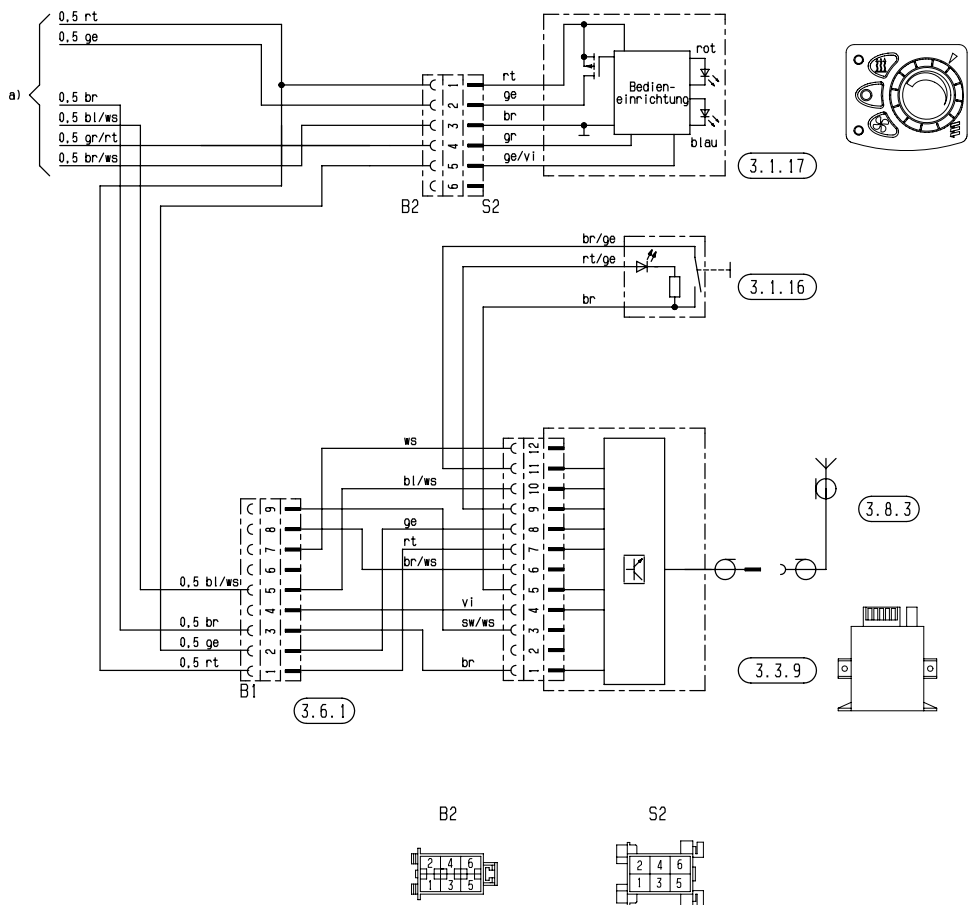 0,5 rt
0,5 ge
a)
0,5 br
0,5 bl/ws
0,5 gr/rt
0,5 br/ws
rt
ge
br
gr
ge/vi
1
2
3
4
5
6
B2
S2
Bedien-
einrichtung
rot
blau
3.1.17
br/ge
rt/ge
br
3.1.16
ws
bl/ws
ge
rt
br/ws
vi
sw/ws
br
12
11
10
9
8
7
6
5
4
3
2
1
9
8
7
6
5
4
3
2
1
0,5 bl/ws
0,5 br
0,5 ge
0,5 rt
B1
3.6.1
3.8.3
3.3.9
B2
2 4 6
1 3 5
S2
2 4 6
1 3 5